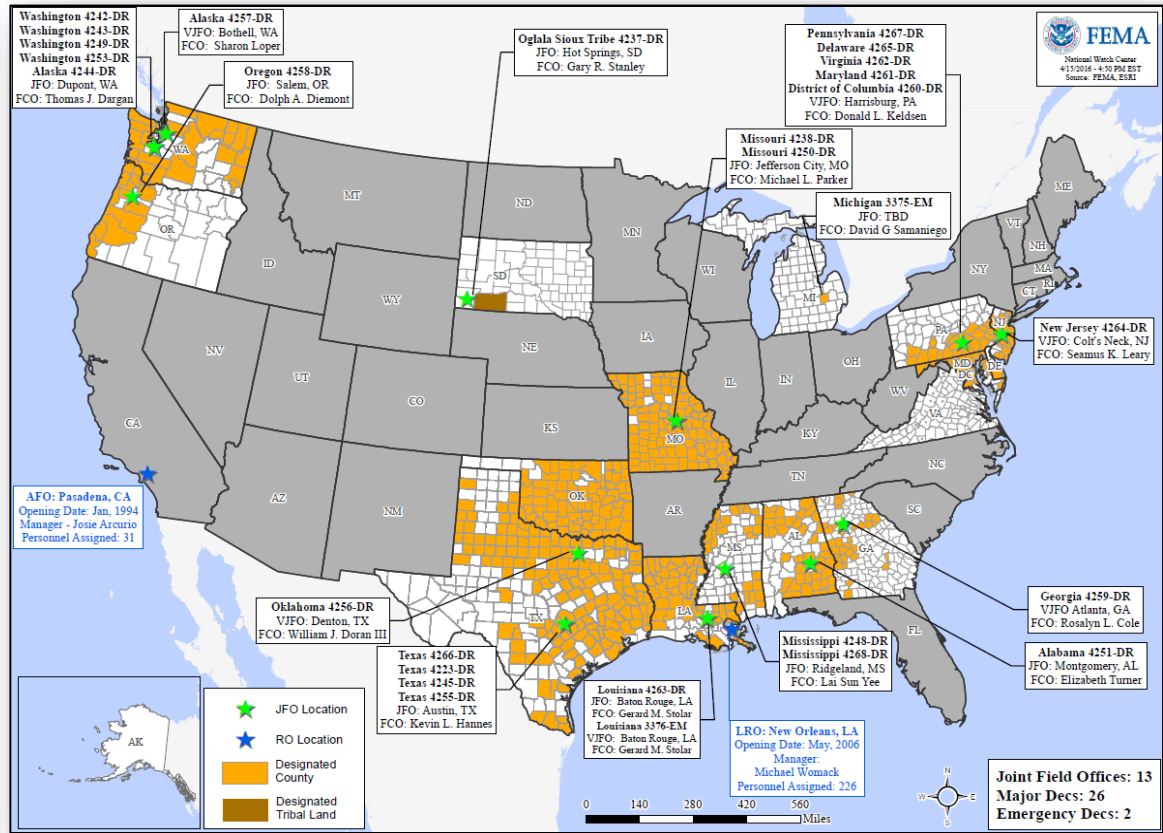 Washington 4242-DR
Washington 4243-DR
Washington 4249-DR
Washington 4253-DR
Alaska 4244-DR
JFO: Dupont, WA
FCO: Thomas J. Dargan
Alaska 4257-DR
VJFO: Bothell, WA
FCO: Sharon Loper
Oregon 4258-DR
JFO: Salem, OR
FCO: Dolph A. Diemont
Oglala Sioux Tribe 4237-DR
JFO: Hot Springs, SD
FCO: Gary R. Stanley
Pennsylvania 4267-DR
Delaware 4265-DR
Virginia 4262-DR
Maryland 4261-DR
District of Columbia 4260-DR
VJFO: Harrisburg, PA
FCO: Donald L. Keldsen
FEMA
National Watch Center
4/15/2016 - 4:50 PM EST
Source: FEMA, ESRI
Missouri 4238-DR
Missouri 4250-DR
JFO: Jefferson City, MO
FCO: Michael L. Parker
Michigan 3375-EM
JFO: TBD
FCO: David G Samaniego
New Jersey 4264-DR
VJFO: Colt's Neck, NJ
FCO: Seamus K. Leary
WA
OR
MT
ID
WY
ND
SD
MN
WI
MI
IA
NE
NV
UT
CO
CA
AZ
NM
KS
MO
OK
TX
AR
LA
MS
AL
GA
FL
SC
NC
TN
KY
VA
WV
OH
IN
IL
PA
NY
NJ
MD
DE
DC
VT
NH
ME
MA
RI
CT
AK
AFO: Pasadena, CA
Opening Date: Jan, 1994
Manager - Josie Arcurio
Personnel Assigned: 31
Oklahoma 4256-DR
VJFO: Denton, TX
FCO: William J. Doran III
Texas 4266-DR
Texas 4223-DR
Texas 4245-DR
Texas 4255-DR
JFO: Austin, TX
FCO: Kevin L. Hannes
Louisiana 4263-DR
JFO: Baton Rouge, LA
FCO: Gerard M. Stolar
Louisiana 3376-EM
VJFO: Baton Rouge, LA
FCO: Gerard M. Stolar
LRO: New Orleans, LA
Opening Date: May, 2006
Manager:
Michael Womack
Personnel Assigned: 226
Mississippi 4248-DR
Mississippi 4268-DR
JFO: Ridgeland, MS
FCO: Lai Sun Yee
Georgia 4259-DR
VJFO Atlanta, GA
FCO: Rosalyn L. Cole
Alabama 4251-DR
JFO: Montgomery, AL
FCO: Elizabeth Turner
JFO Location
RO Location
Designated
County
Designated
Tribal Land
0 140 280 420 560
Miles
N
W E
S
Joint Field Offices: 13
Major Decs: 26
Emergency Decs: 2